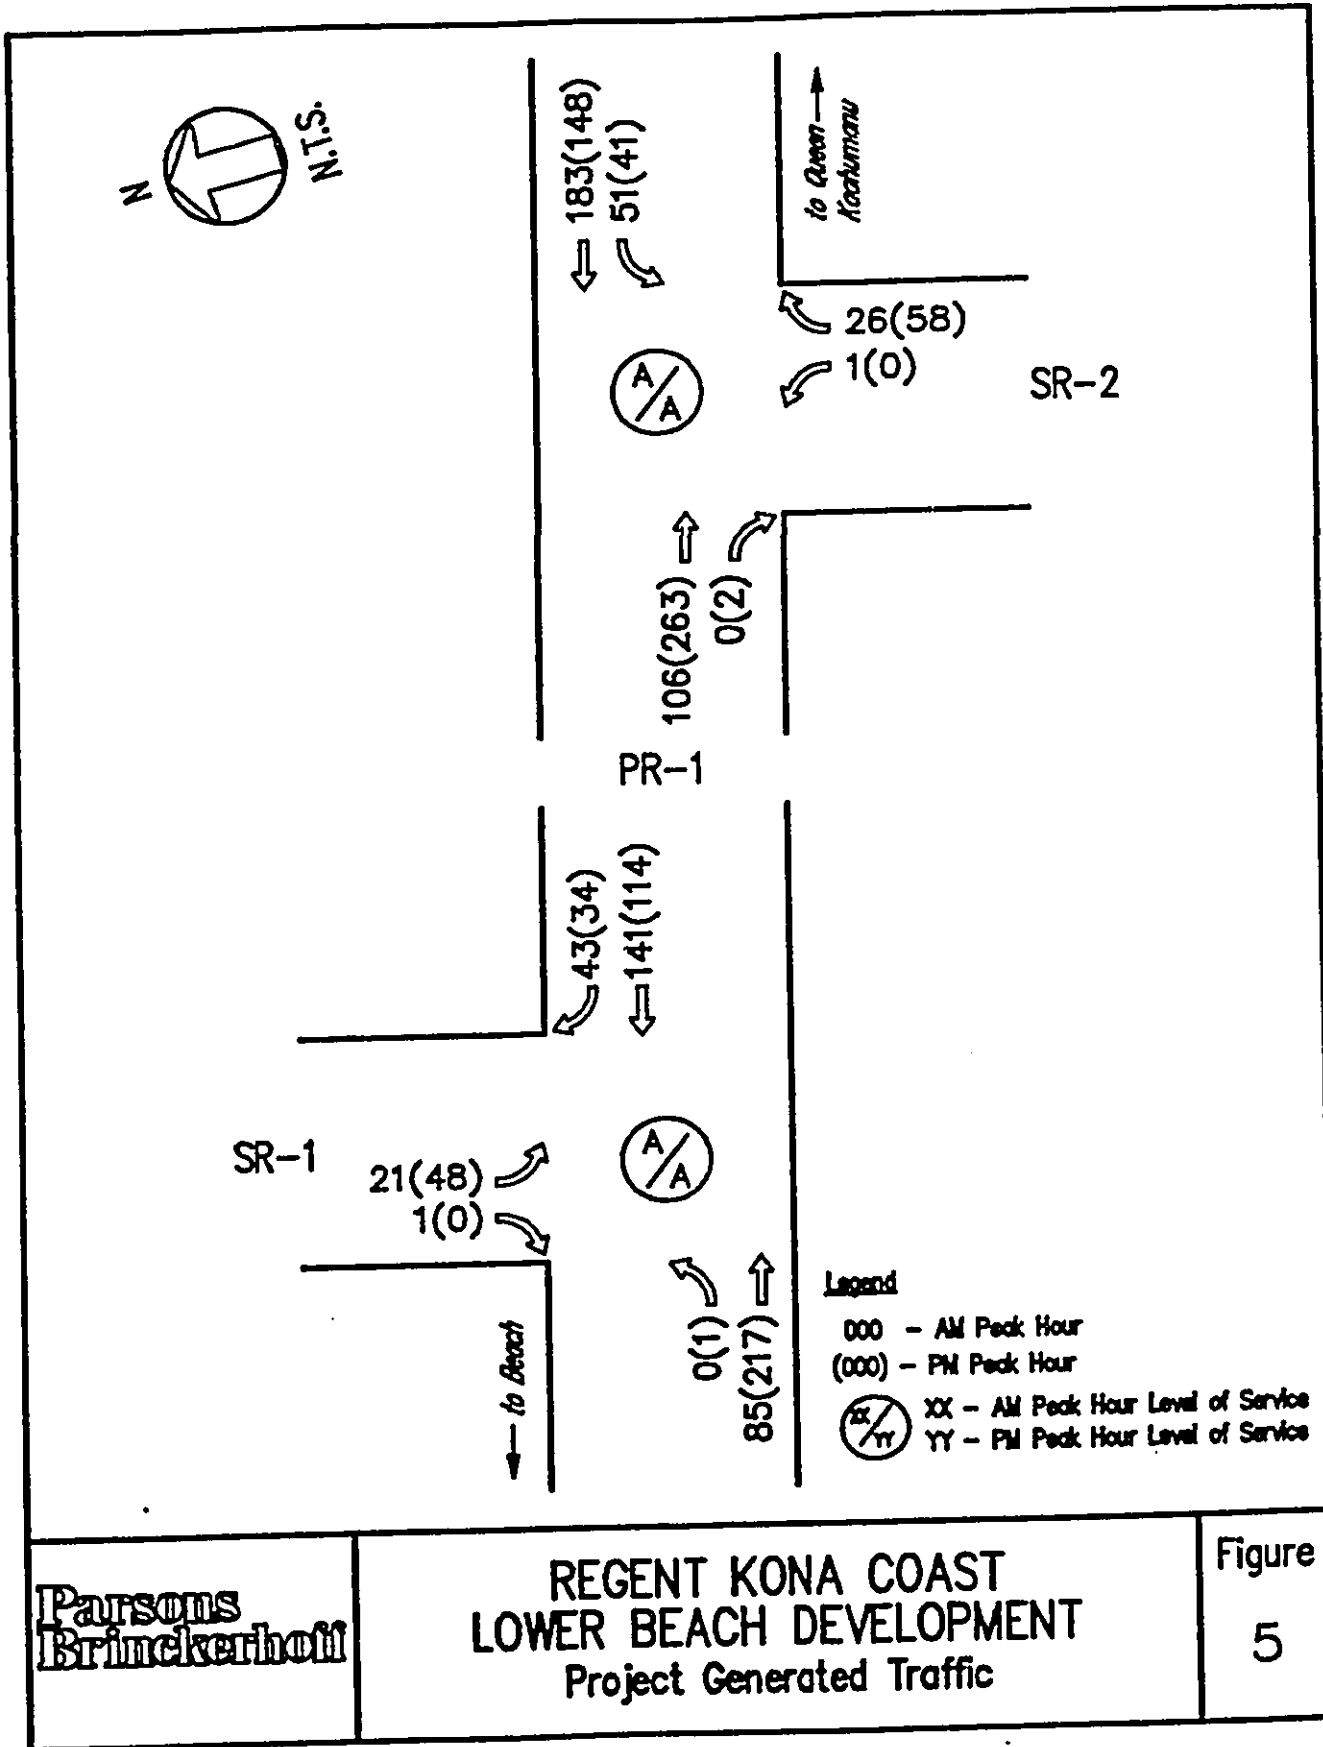 N
N.T.S.
183(148)
51(41)
to Queen
Kaahumanu
26(58)
1(0)
SR-2
A/A
106(263)
0(2)
PR-1
43(34)
141(114)
SR-1
21(48)
1(0)
A/A
to Beach
0(1)
85(217)
Legend
000 - AM Peak Hour
(000) - PM Peak Hour
XX/YY
XX - AM Peak Hour Level of Service
YY - PM Peak Hour Level of Service
Parsons
Brinckerhoff
REGENT KONA COAST
LOWER BEACH DEVELOPMENT
Project Generated Traffic
Figure
5